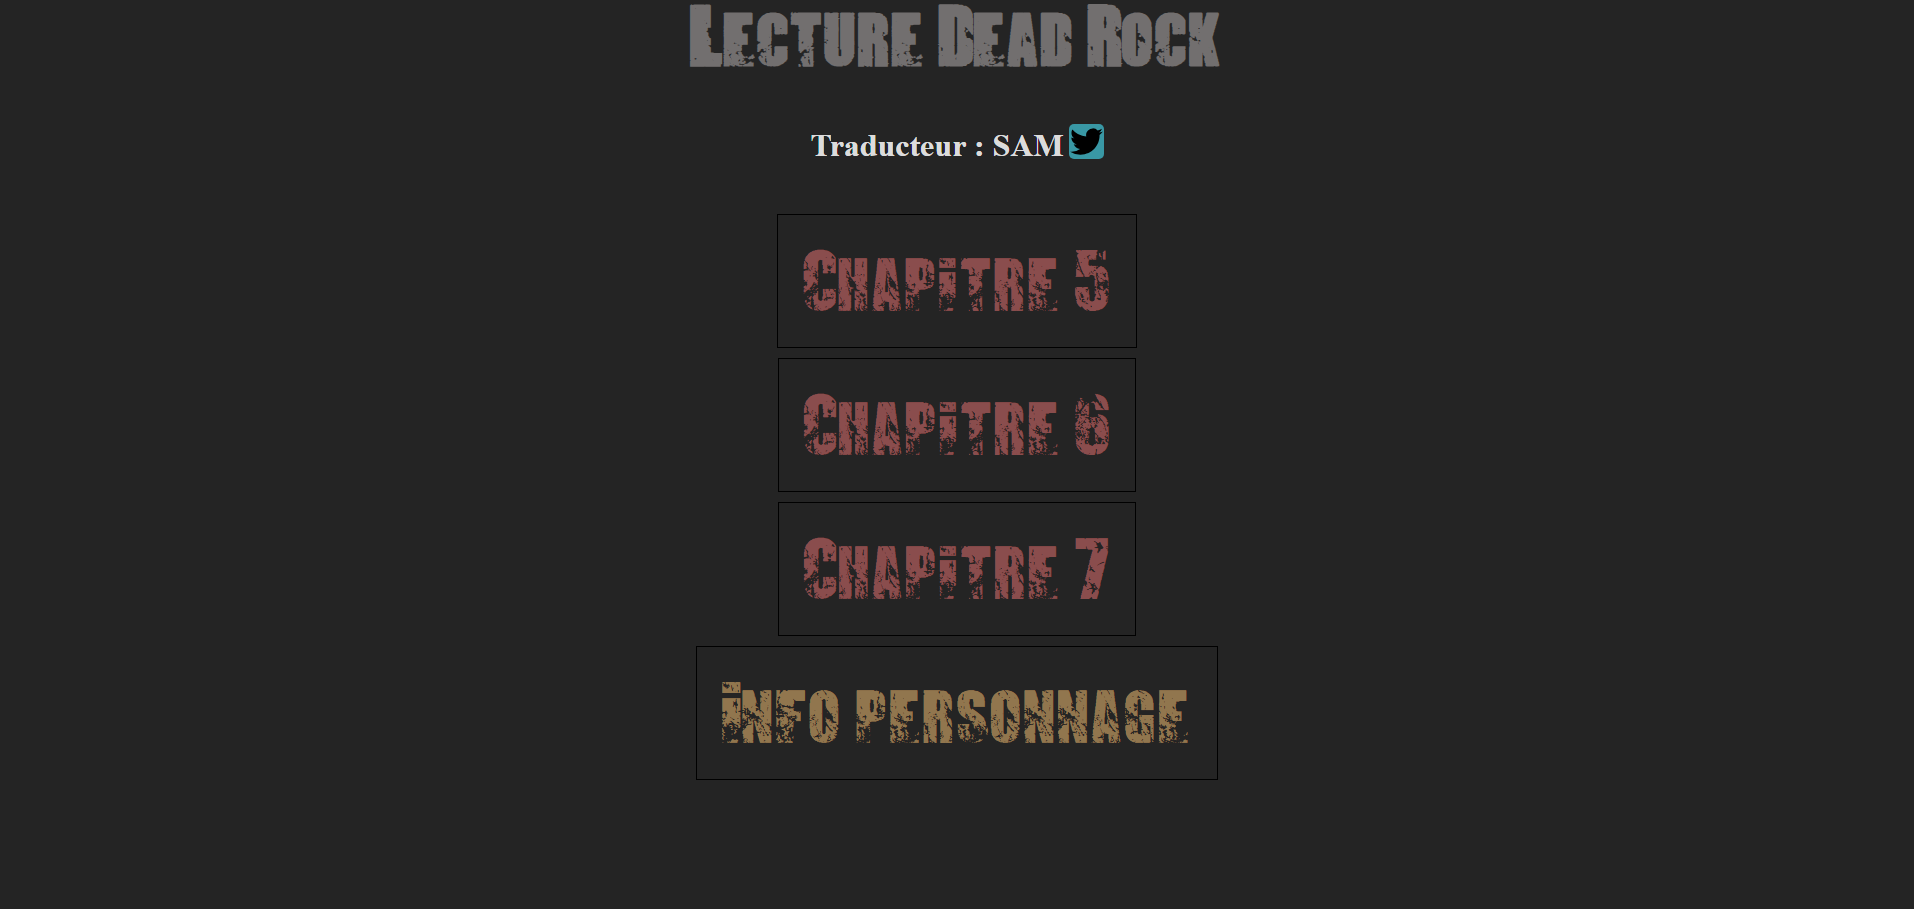 Lecture Dead Rock
Traducteur : SAM
Chapitre 5
Chapitre 6
Chapitre 7
info personnage